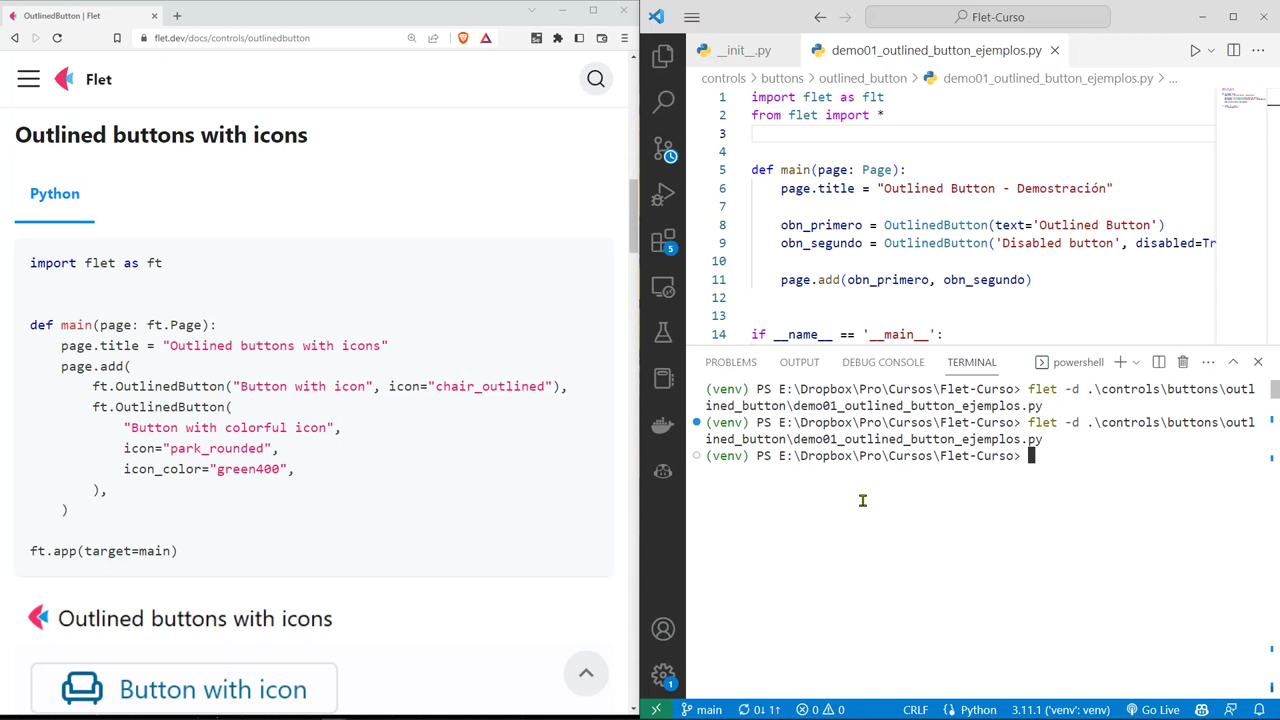 OutlinedButton | Flet
flet.dev/docs/controls/outlinedbutton
Flet
Outlined buttons with icons
Python
import flet as ft
def main(page: ft.Page):
page.title = "Outlined buttons with icons"
page.add(
ft.OutlinedButton("Button with icon", icon="chair_outlined"),
ft.OutlinedButton(
"Button with colorful icon",
icon="park_rounded",
icon_color="green400",
),
)
ft.app(target=main)
Outlined buttons with icons
Button with icon
Flet-Curso
__init__.py
demo01_outlined_button_ejemplos.py
controls > buttons > outlined_button > demo01_outlined_button_ejemplos.py > ...
1 import flet as flt
2 from flet import *
3
4
5 def main(page: Page):
6 page.title = "Outlined Button - Demostración"
7
8 obn_primero = OutlinedButton(text='Outlined Button')
9 obn_segundo = OutlinedButton('Disabled button', disabled=Tr
10
11 page.add(obn_primero, obn_segundo)
12
13
14 if __name__ == '__main__':
PROBLEMS OUTPUT DEBUG CONSOLE TERMINAL powershell
(venv) PS E:\Dropbox\Pro\Cursos\Flet-Curso> flet -d .\controls\buttons\outl
ined_button\demo01_outlined_button_ejemplos.py
(venv) PS E:\Dropbox\Pro\Cursos\Flet-Curso> flet -d .\controls\buttons\outl
ined_button\demo01_outlined_button_ejemplos.py
(venv) PS E:\Dropbox\Pro\Cursos\Flet-Curso>
5
1
main 0↓ 1↑ 0 0 CRLF Python 3.11.1 ('venv': venv) Go Live